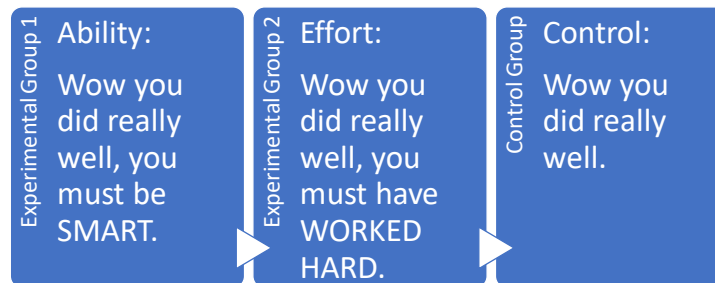 Experimental Group 1
Ability:
Wow you
did really
well, you
must be
SMART.
Experimental Group 2
Effort:
Wow you
did really
well, you
must have
WORKED
HARD.
Control Group
Control:
Wow you
did really
well.